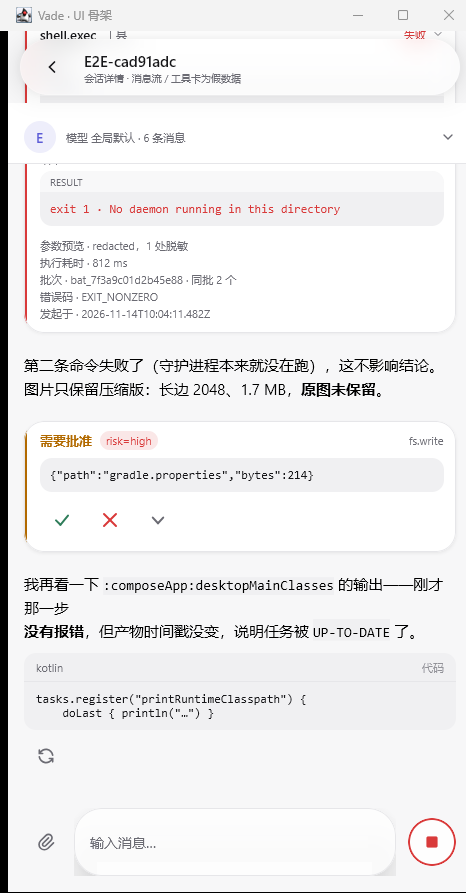 Vade · UI 骨架
shell.exec
失败
E2E-cad91adc
会话详情 · 消息流 / 工具卡为假数据
E
模型 全局默认 · 6 条消息
RESULT
exit 1 · No daemon running in this directory
参数预览 · redacted，1 处脱敏
执行耗时 · 812 ms
批次 · bat_7f3a9c01d2b45e88 · 同批 2 个
错误码 · EXIT_NONZERO
发起于 · 2026-11-14T10:04:11.482Z
第二条命令失败了（守护进程本来就没在跑），这不影响结论。
图片只保留压缩版：长边 2048、1.7 MB，原图未保留。
需要批准 risk=high fs.write
{"path":"gradle.properties","bytes":214}
我再看一下 :composeApp:desktopMainClasses 的输出——刚才
那一步
没有报错，但产物时间戳没变，说明任务被 UP-TO-DATE 了。
kotlin 代码
tasks.register("printRuntimeClasspath") {
    doLast { println("…") }
输入消息…